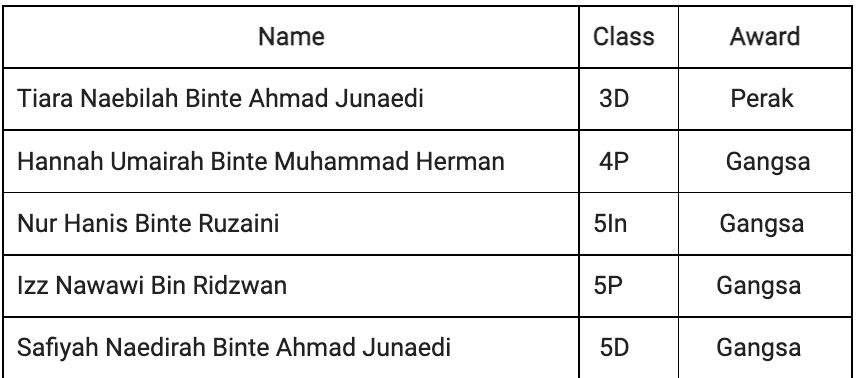 Name Class Award
Tiara Naebilah Binte Ahmad Junaedi 3D Perak
Hannah Umairah Binte Muhammad Herman 4P Gangsa
Nur Hanis Binte Ruzaini 5In Gangsa
Izz Nawawi Bin Ridzwan 5P Gangsa
Safiyah Naedirah Binte Ahmad Junaedi 5D Gangsa